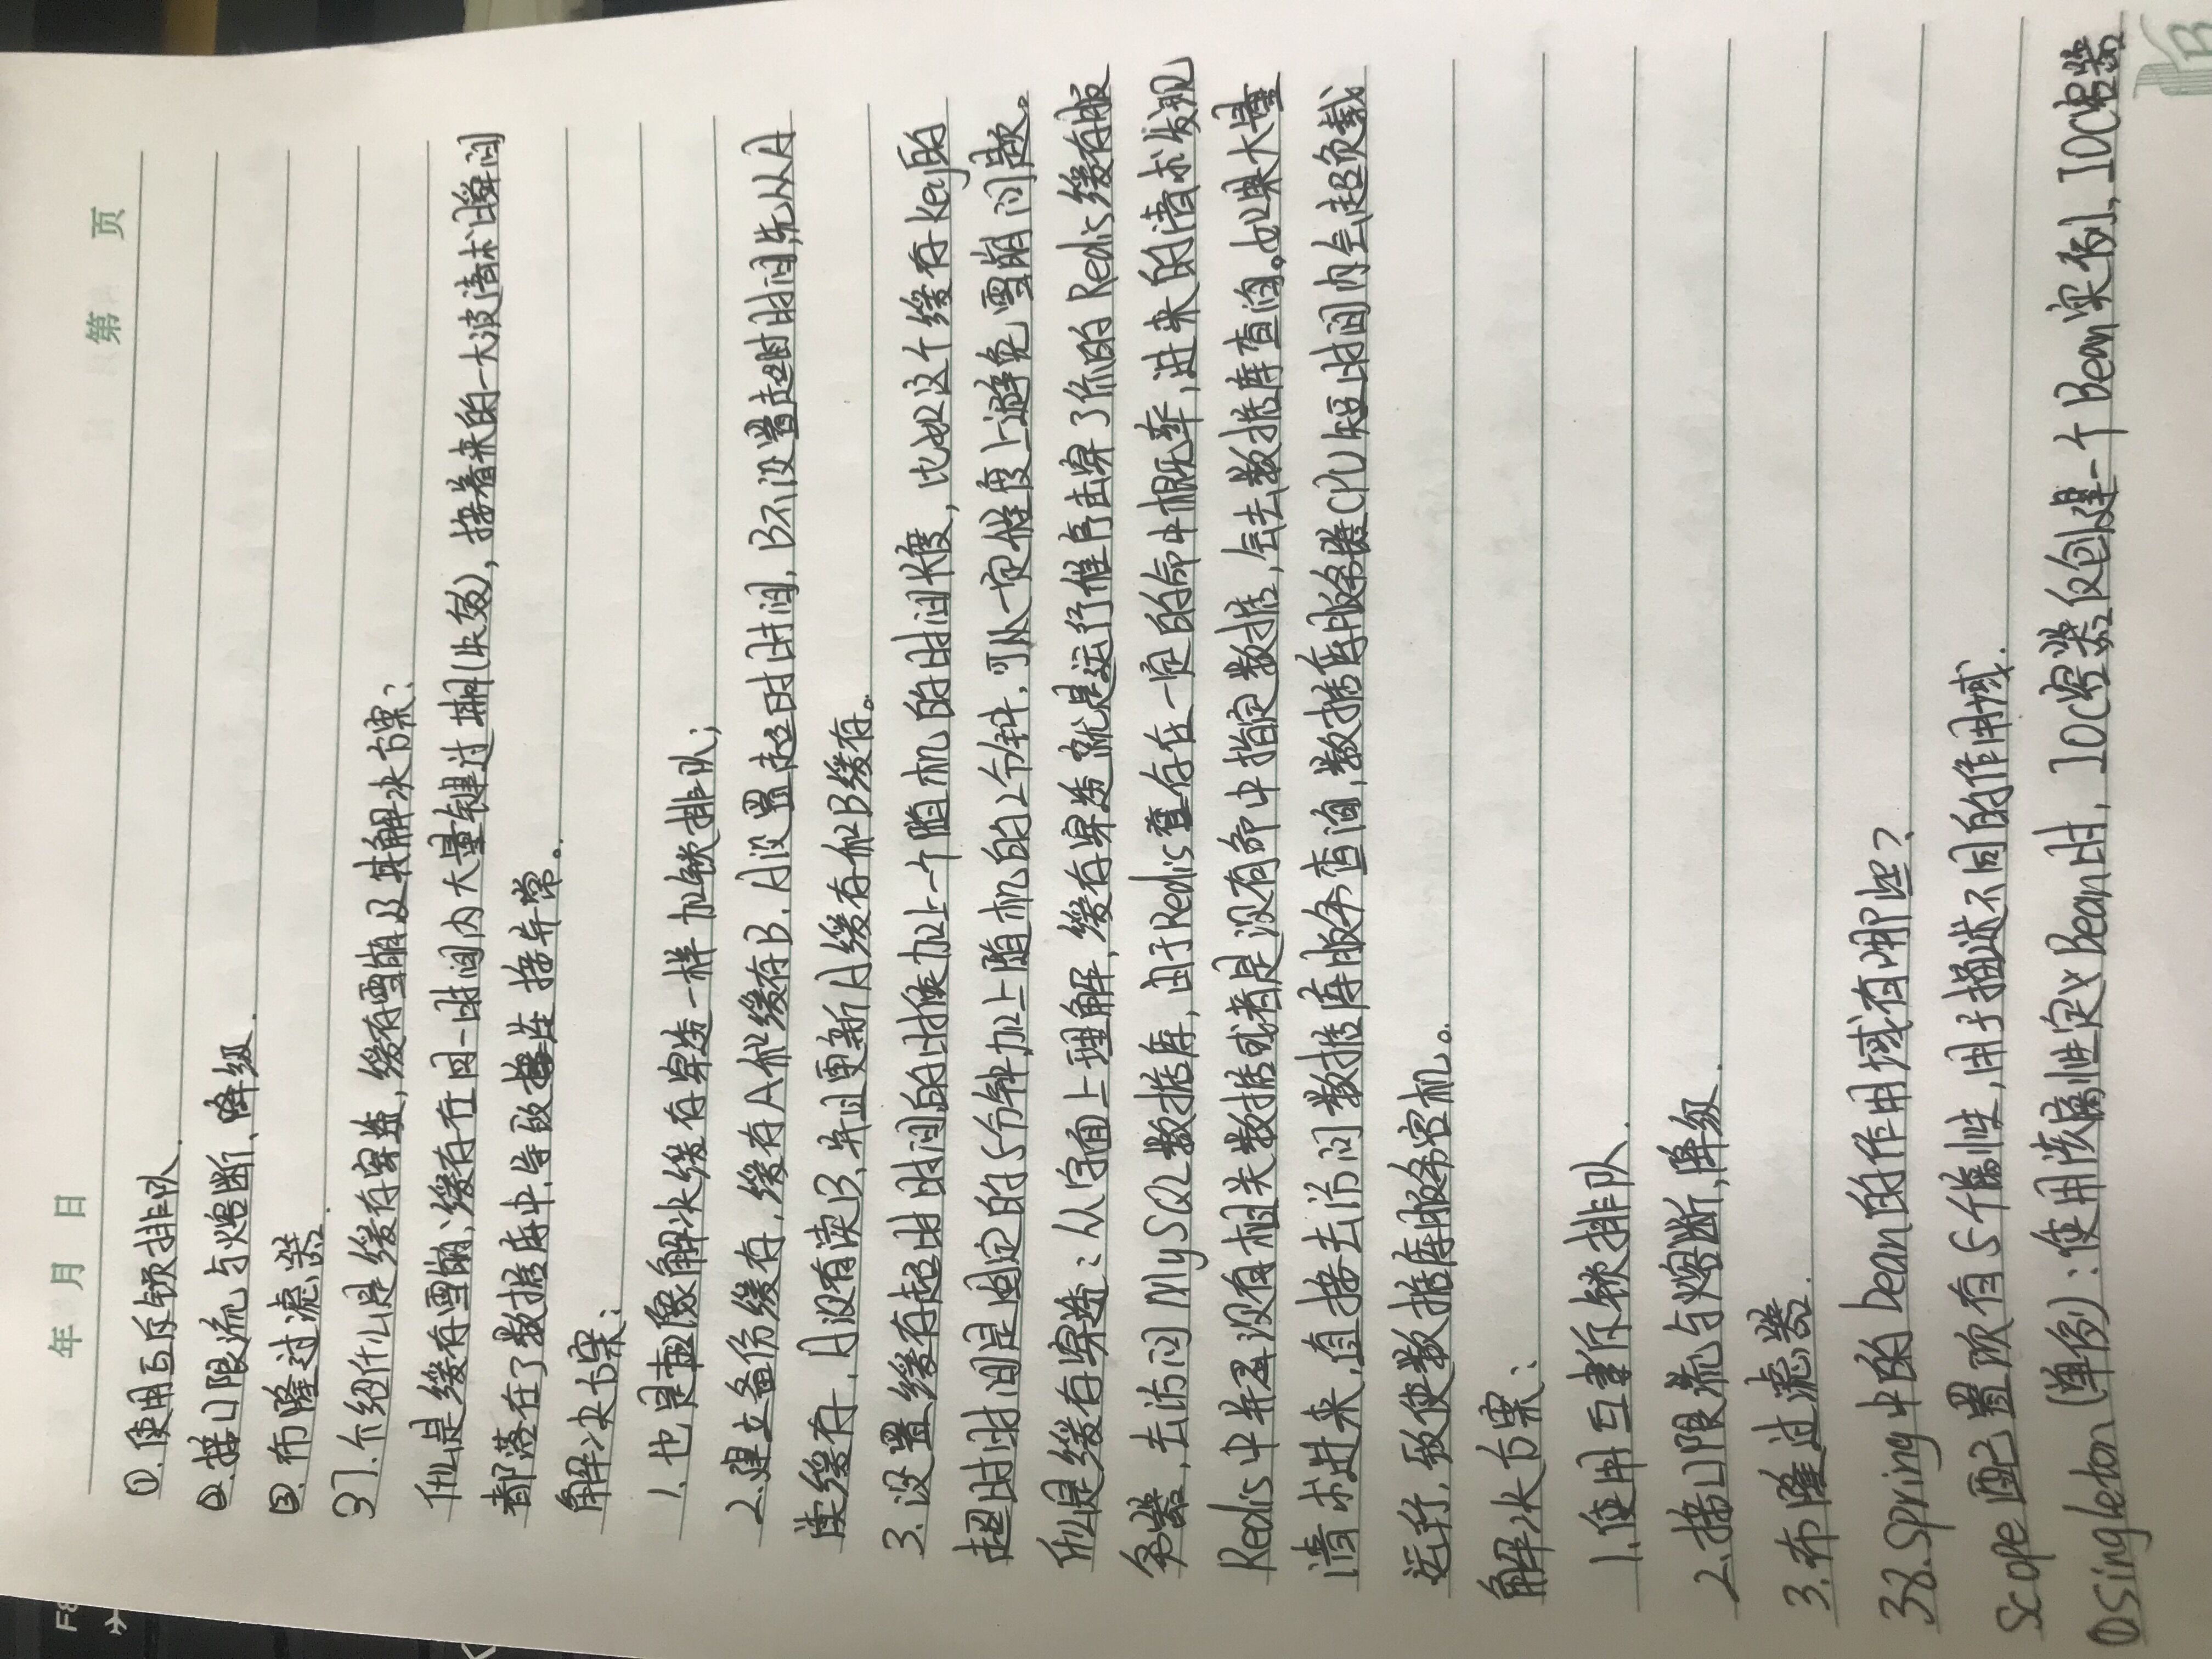 年 月 日
第 页
①.使用互斥锁排队.
②.接口限流与熔断、降级.
③.布隆过滤器.
37.介绍什么是缓存穿透,缓存雪崩及其解决方案:
什么是缓存雪崩:缓存在同一时间内大量键过期(失效),接着来的一大波请求瞬间
都落在了数据库中,导致连接异常。
解决方案:
1.也是像解决缓存穿透一样加锁排队;
2.建立备份缓存,缓存A和缓存B,A设置超时时间,B不设置超时时间,先从A
读缓存,A没有读B,并且更新A缓存和B缓存。
3.设置缓存超时时间的时候加上一个随机的时间长度,比如这个缓存key的
超时时间是固定的5分钟,加上随机的2分钟,可从一定程度上避免雪崩问题。
什么是缓存穿透:从字面上理解,缓存穿透就是运行程序击穿了你的Redis缓存服
务器,去访问MySQL数据库,由于Redis存在一定的命中概率,进来的请求发现
Redis中并没有相关数据或者是没有命中指定数据,会去数据库查询。如果大量
请求进来,直接去访问数据库服务查询,数据库服务器CPU短时间内会超负载
运行,致使数据库服务宕机。
解决方案:
1.使用互斥锁排队.
2.接口限流与熔断,降级.
3.布隆过滤器.
38.Spring中的bean的作用域有哪些?
Scope配置项有5个属性,用于描述不同的作用域.
①Singleton(单例):使用该属性定义Bean时,IOC容器仅创建一个Bean实例,IOC容器